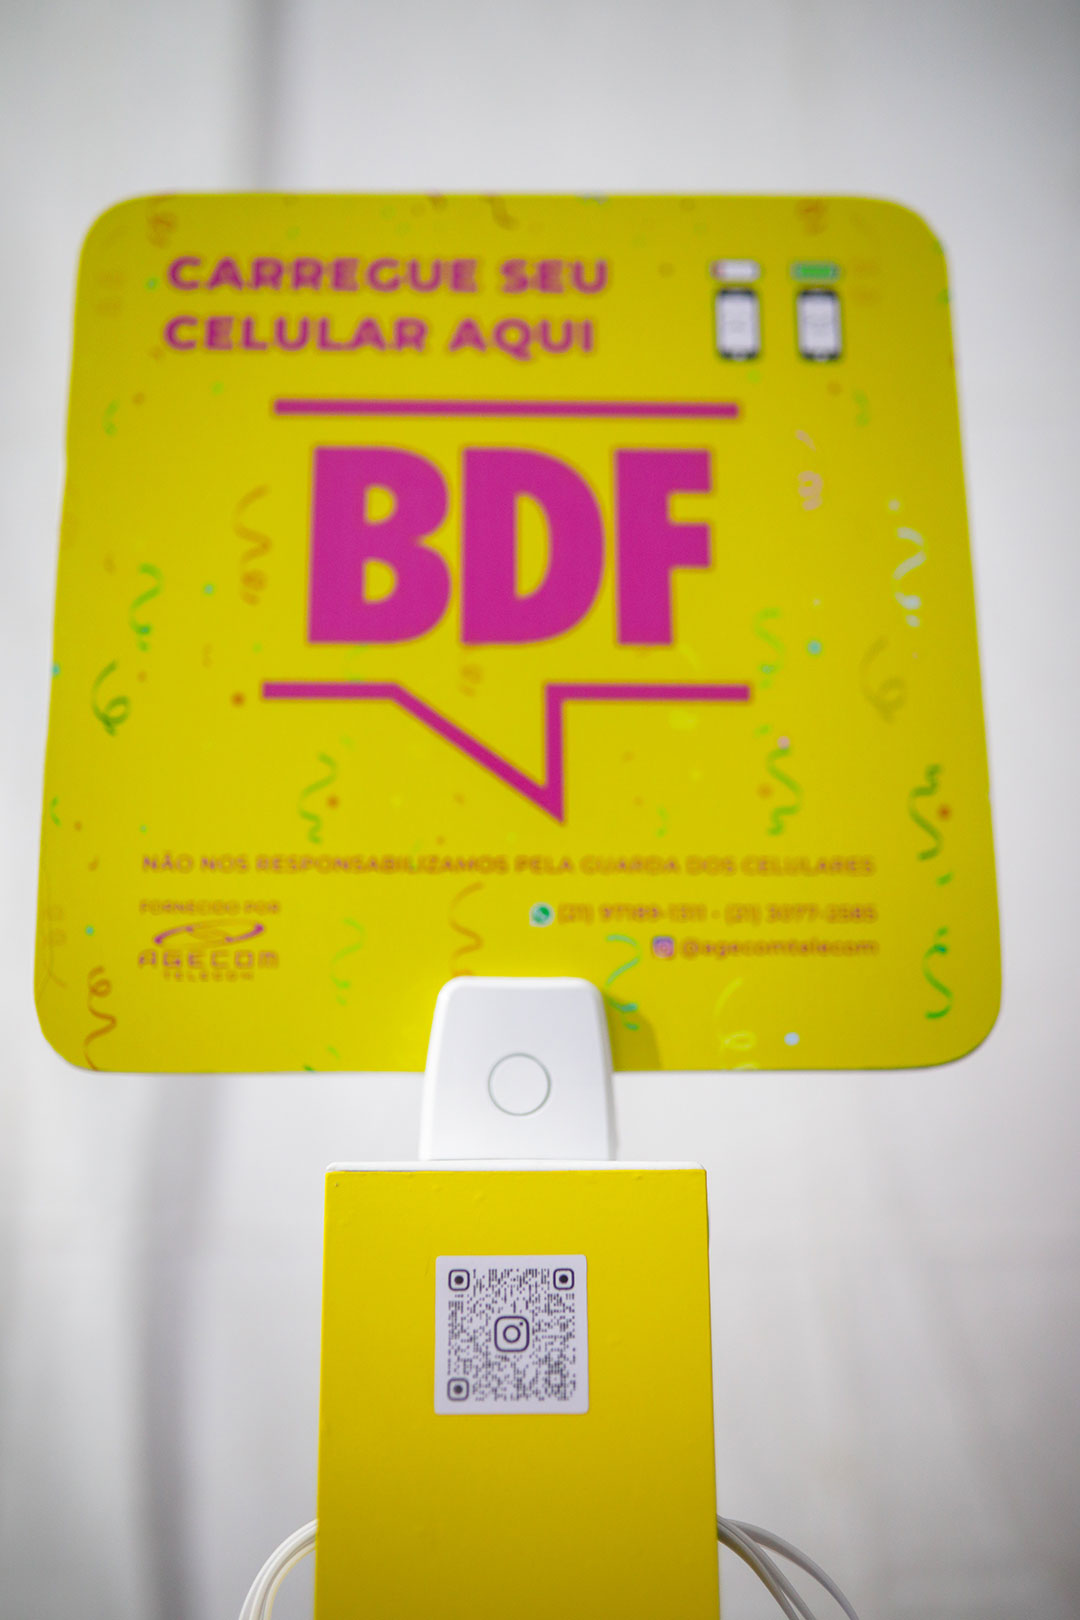 CARREGUE SEU
CELULAR AQUI
BDF
NÃO NOS RESPONSABILIZAMOS PELA GUARDA DOS CELULARES
FORNECIDO POR
AGECOM
TELECOM
(21) 97189-1311 - (21) 3077-2585
@agecomtelecom